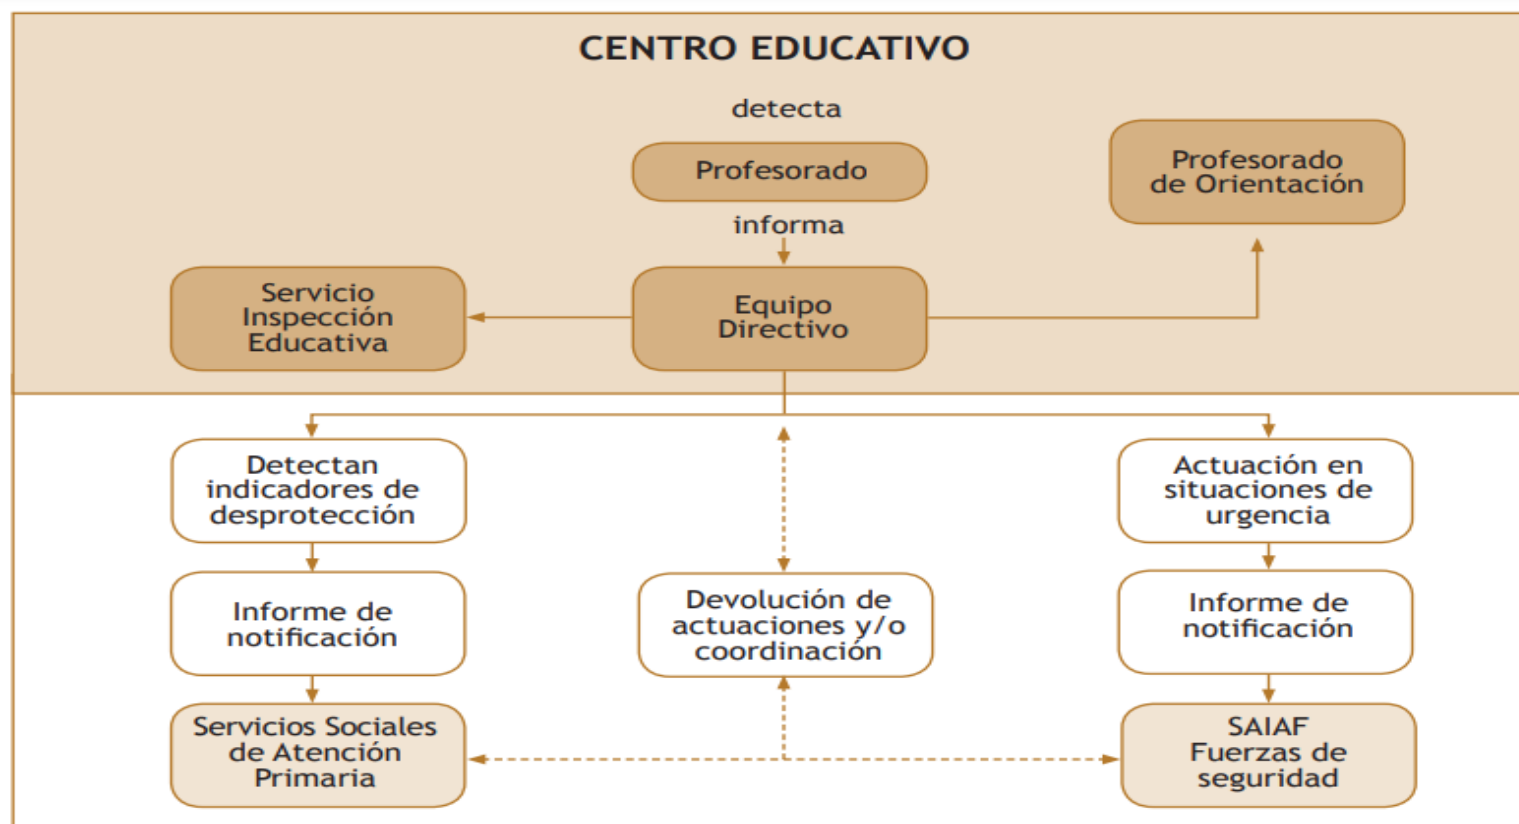 CENTRO EDUCATIVO
detecta
Profesorado
Profesorado
de Orientación
informa
Servicio
Inspección
Educativa
Equipo
Directivo
Detectan
indicadores de
desprotección
Actuación en
situaciones de
urgencia
Informe de
notificación
Devolución de
actuaciones y/o
coordinación
Informe de
notificación
Servicios Sociales
de Atención
Primaria
SAIAF
Fuerzas de
seguridad